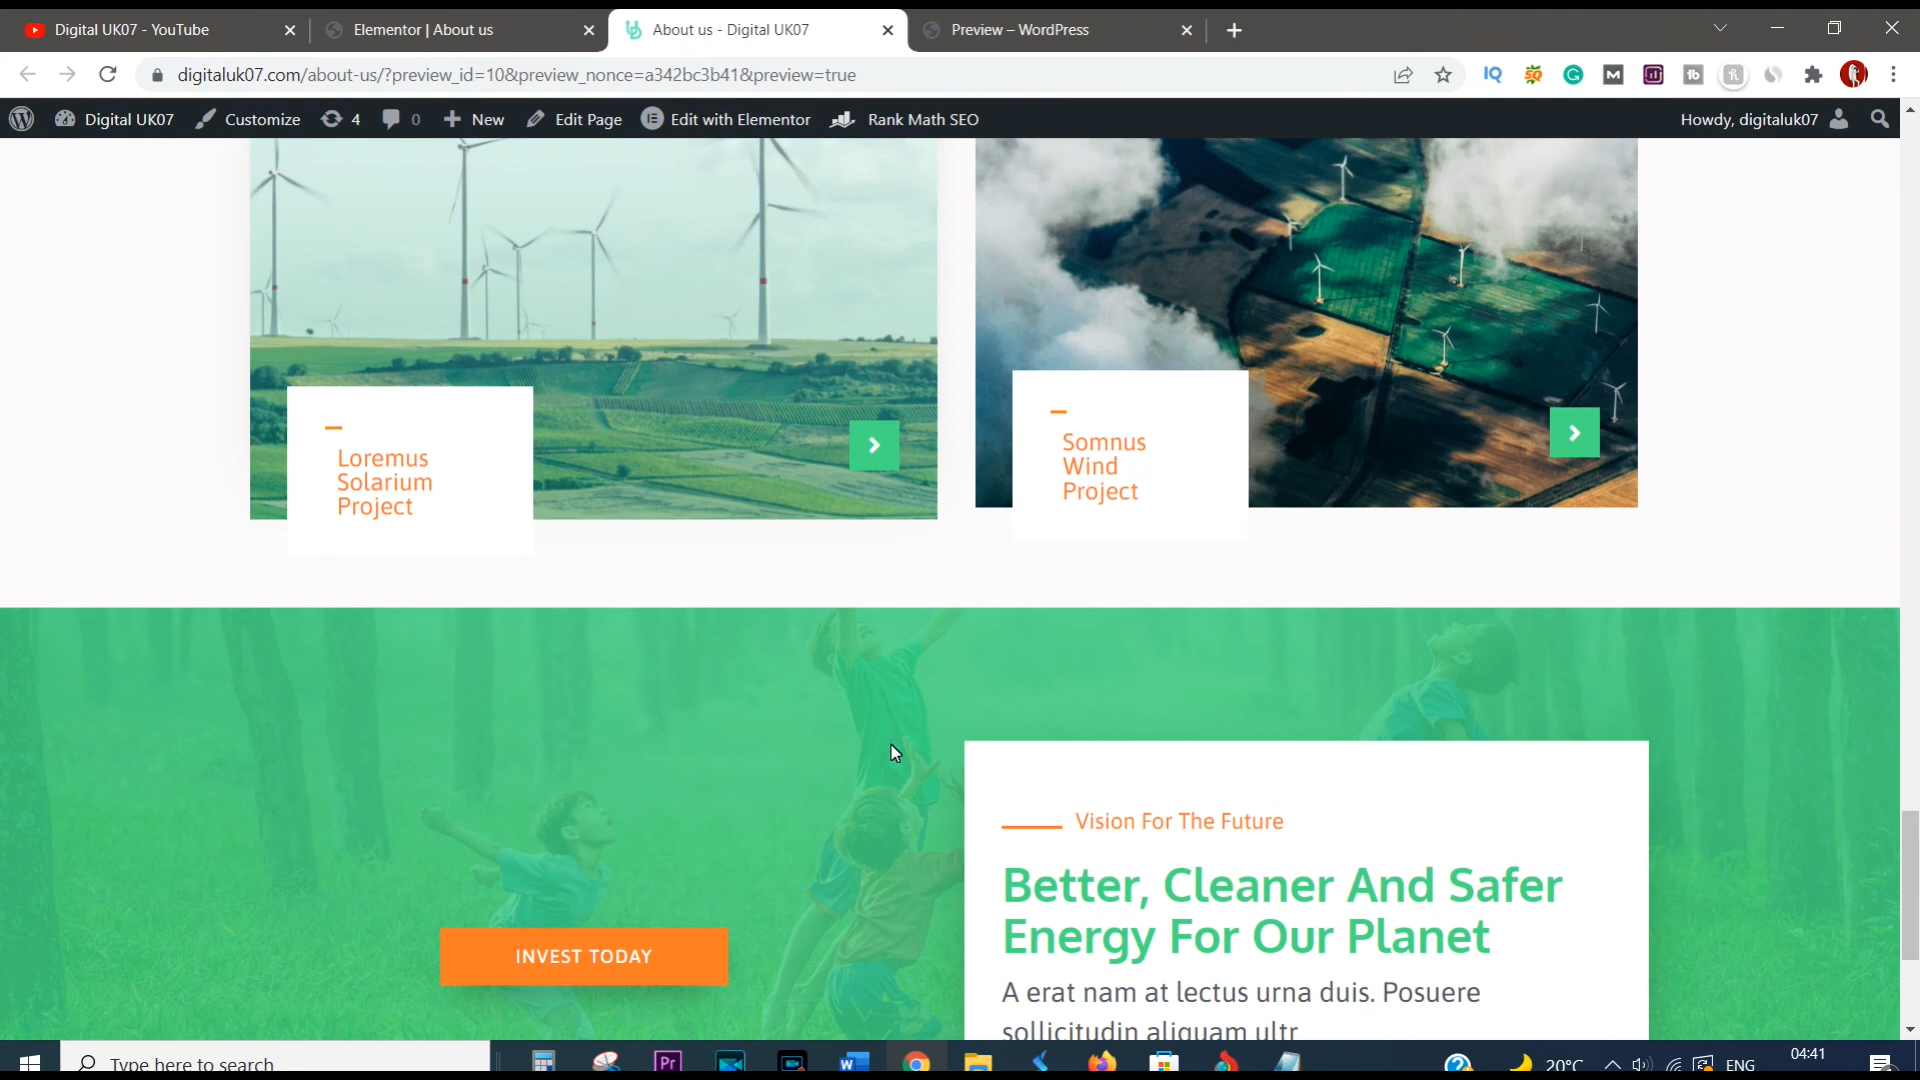 Digital UK07 - YouTube
Elementor | About us
About us - Digital UK07
Preview – WordPress
digitaluk07.com/about-us/?preview_id=10&preview_nonce=a342bc3b41&preview=true
Digital UK07
Customize
4
0
New
Edit Page
Edit with Elementor
Rank Math SEO
Howdy, digitaluk07
Loremus
Solarium
Project
Somnus
Wind
Project
Vision For The Future
Better, Cleaner And Safer
Energy For Our Planet
A erat nam at lectus urna duis. Posuere
sollicitudin aliquam ultr
INVEST TODAY
Type here to search
Pr
20°C
ENG
04:41